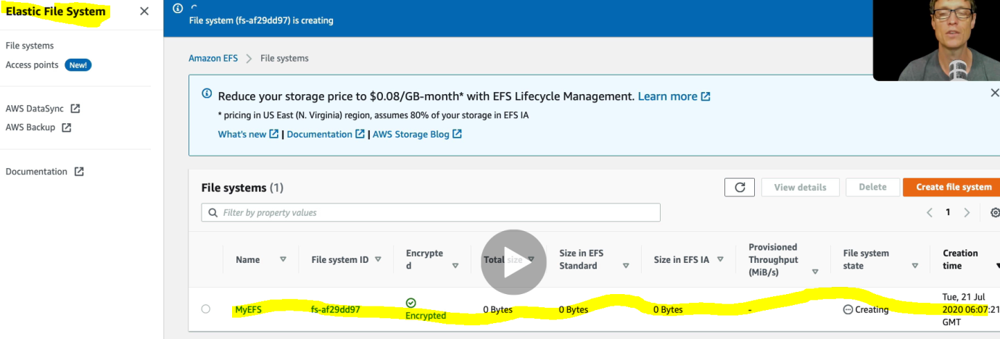 Elastic File System
File systems
Access points New!
AWS DataSync
AWS Backup
Documentation
File system (fs-af29dd97) is creating
Amazon EFS > File systems
Reduce your storage price to $0.08/GB-month* with EFS Lifecycle Management. Learn more
* pricing in US East (N. Virginia) region, assumes 80% of your storage in EFS IA
What's new | Documentation | AWS Storage Blog
File systems (1)
View details
Delete
Create file system
Filter by property values
1
Name
File system ID
Encrypte
d
Total size
Size in EFS
Standard
Size in EFS IA
Provisioned
Throughput
(MiB/s)
File system
state
Creation
time
MyEFS
fs-af29dd97
Encrypted
0 Bytes
0 Bytes
0 Bytes
-
Creating
Tue, 21 Jul
2020 06:07:21
GMT